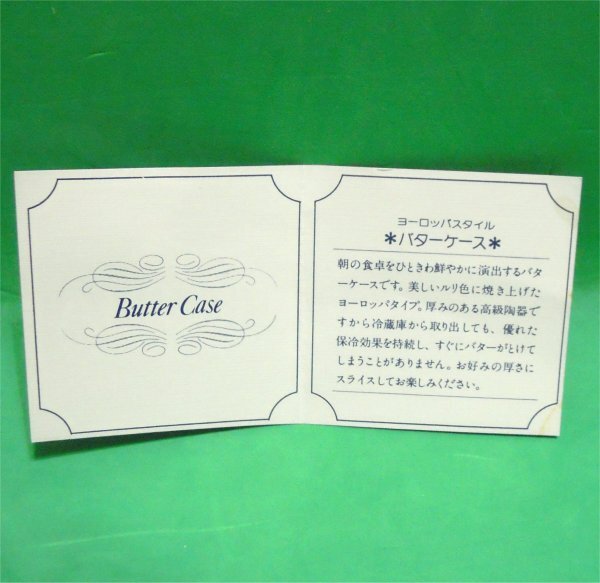 Butter Case
ヨーロッパスタイル
＊バターケース＊
朝の食卓をひときわ鮮やかに演出するバタ
ーケースです。美しいルリ色に焼き上げた
ヨーロッパタイプ。厚みのある高級陶器で
すから冷蔵庫から取り出しても、優れた
保冷効果を持続し、すぐにバターがとけて
しまうことがありません。お好みの厚さに
スライスしてお楽しみください。